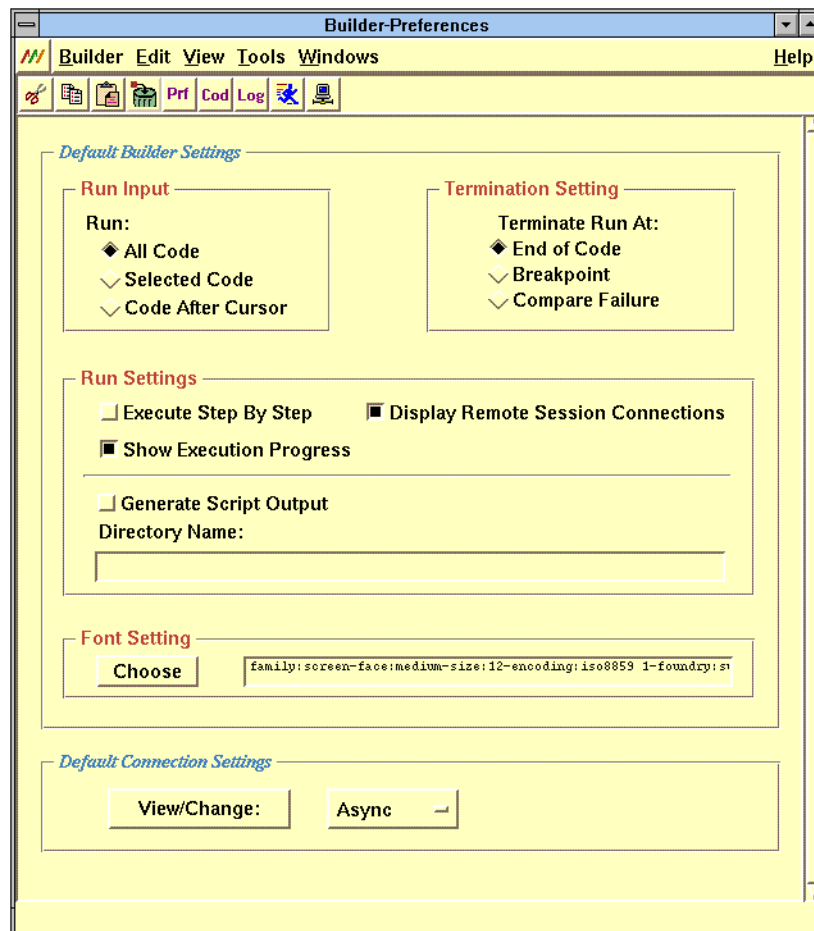 Builder-Preferences
Builder Edit View Tools Windows Help
Prf Cod Log
Default Builder Settings
Run Input
Termination Setting
Run:
Terminate Run At:
All Code
End of Code
Selected Code
Breakpoint
Code After Cursor
Compare Failure
Run Settings
Execute Step By Step
Display Remote Session Connections
Show Execution Progress
Generate Script Output
Directory Name:
Font Setting
Choose
family:screen-face:medium-size:12-encoding:iso8859 1-foundry:
Default Connection Settings
View/Change:
Async